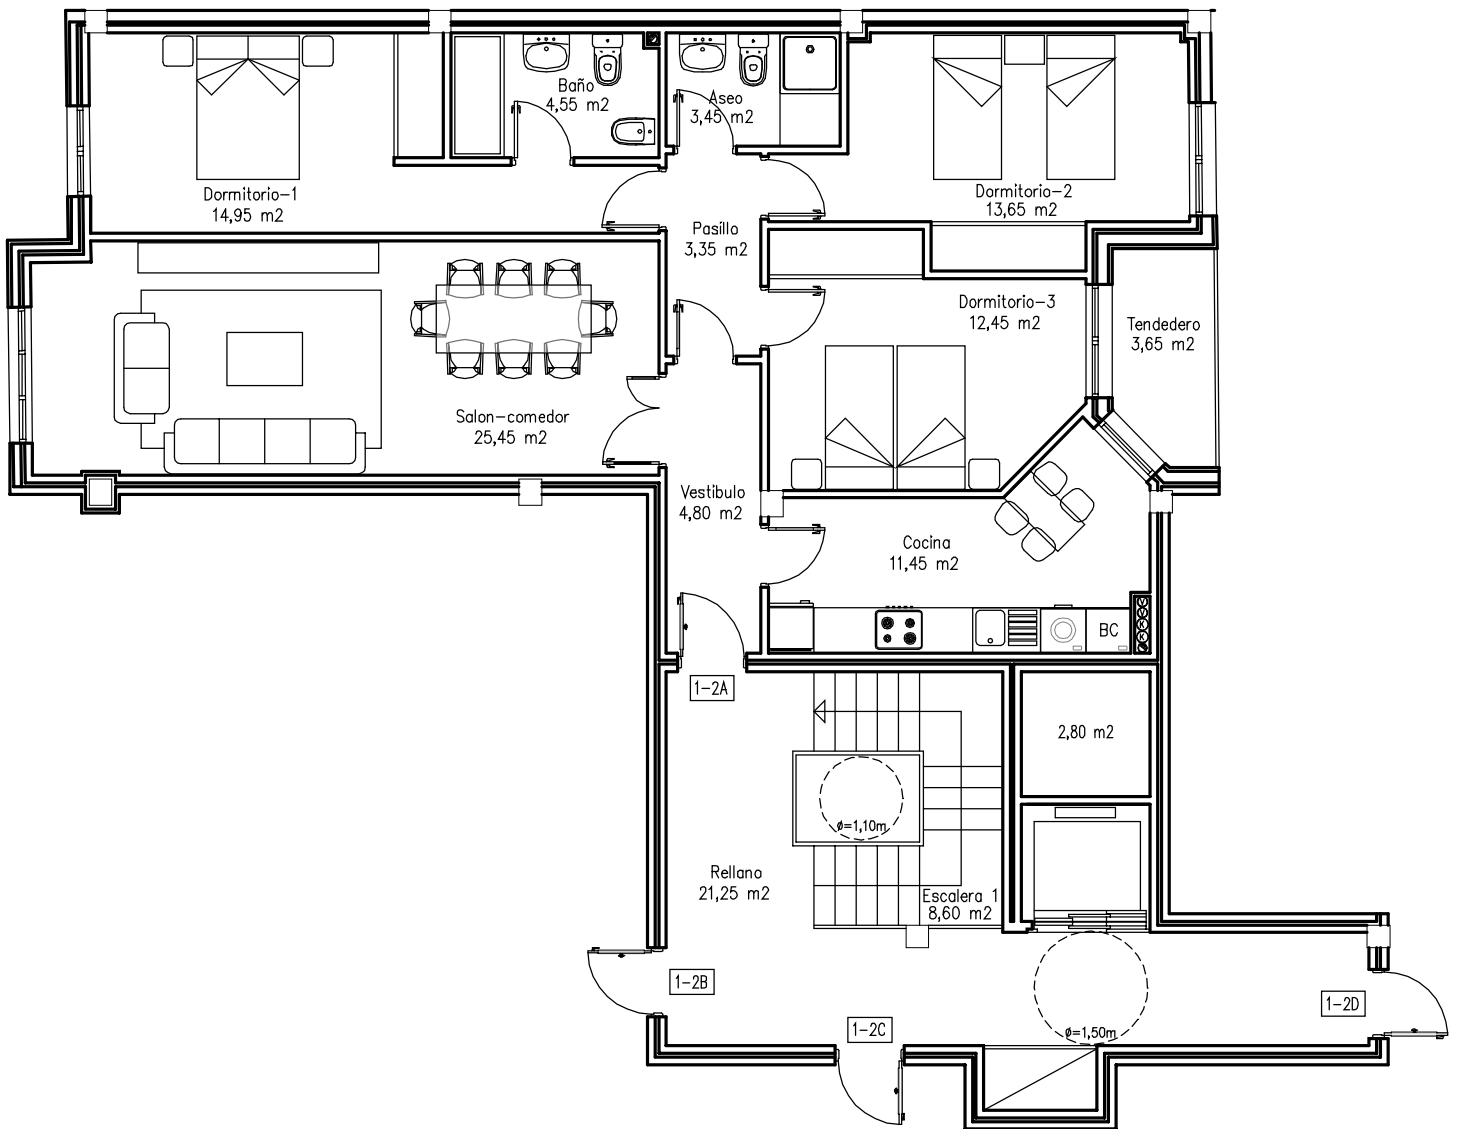 Baño
4,55 m2
Aseo
3,45 m2
Dormitorio-1
14,95 m2
Dormitorio-2
13,65 m2
Pasillo
3,35 m2
Dormitorio-3
12,45 m2
Tendedero
3,65 m2
Salon-comedor
25,45 m2
Vestibulo
4,80 m2
Cocina
11,45 m2
BC
V
V
K
K
1-2A
2,80 m2
ø=1,10m
Rellano
21,25 m2
Escalera 1
8,60 m2
1-2B
1-2C
1-2D
ø=1,50m